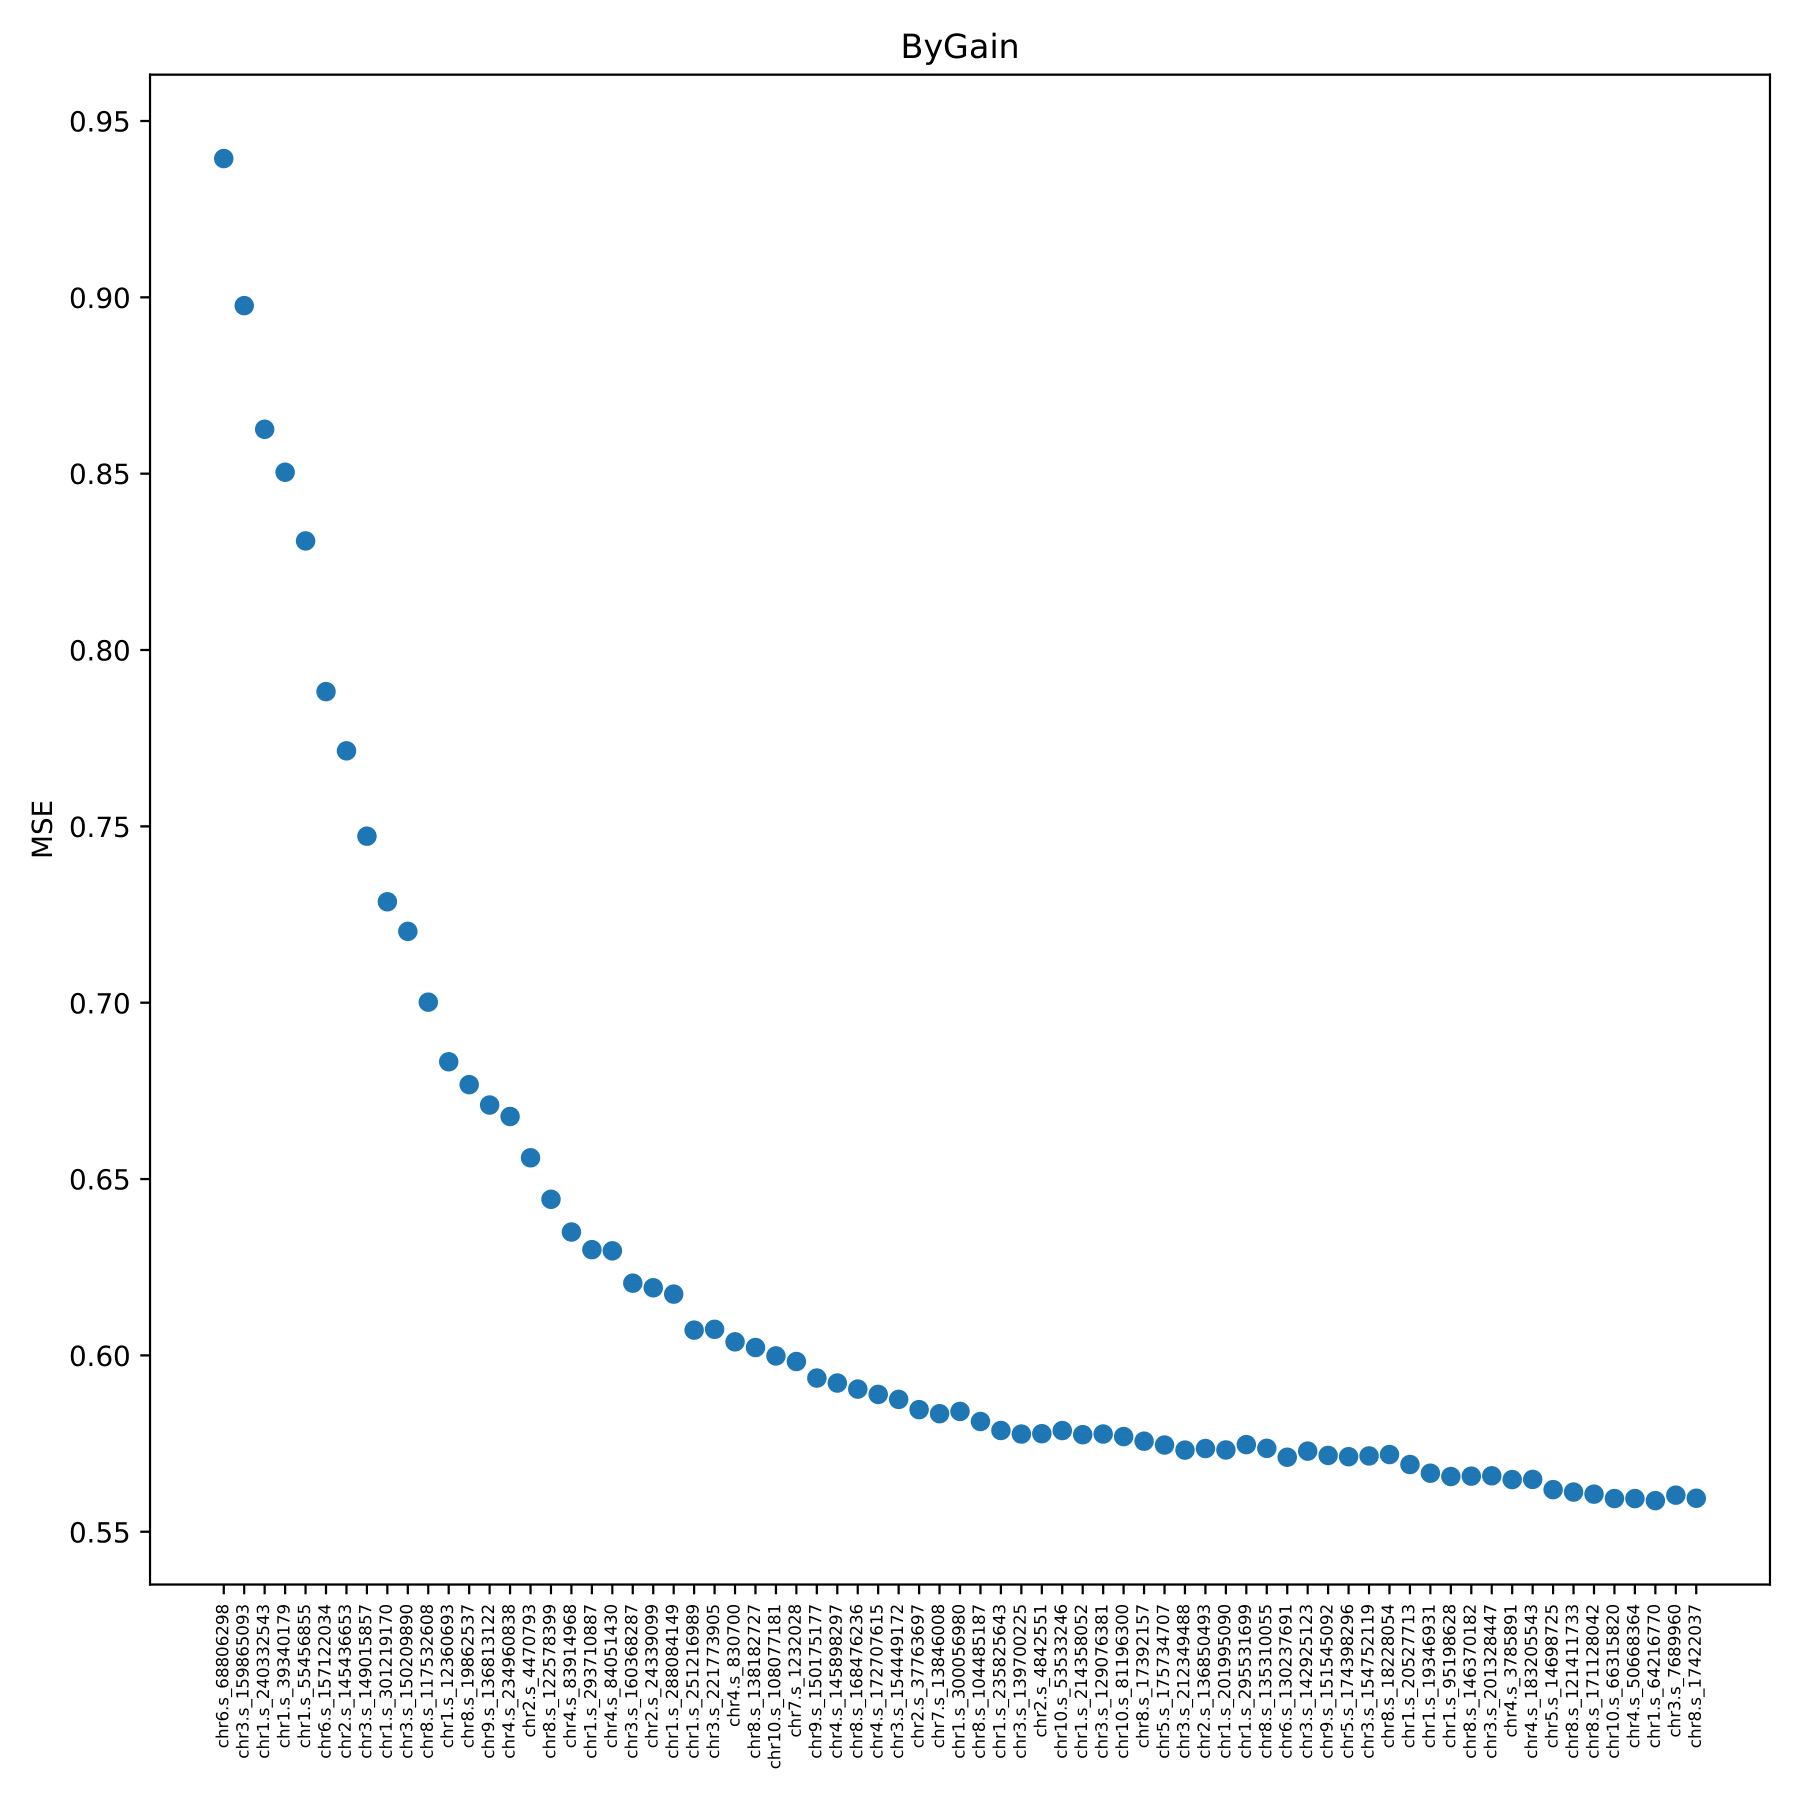 ByGain
MSE
0.95
0.90
0.85
0.80
0.75
0.70
0.65
0.60
0.55
chr6.s_68806298
chr3.s_159865093
chr1.s_240332543
chr1.s_39340179
chr1.s_55456855
chr6.s_157122034
chr2.s_145436653
chr3.s_149015857
chr1.s_301219170
chr3.s_150209890
chr8.s_117532608
chr1.s_12360693
chr8.s_19862537
chr9.s_136813122
chr4.s_234960838
chr2.s_4470793
chr8.s_122578399
chr4.s_83914968
chr1.s_293710887
chr4.s_84051430
chr3.s_160368287
chr2.s_24339099
chr1.s_288084149
chr1.s_251216989
chr3.s_221773905
chr4.s_8330700
chr8.s_138182727
chr10.s_108077181
chr7.s_1232028
chr9.s_150175177
chr4.s_145898297
chr8.s_168476236
chr4.s_172707615
chr3.s_154449172
chr2.s_37763697
chr7.s_13846008
chr1.s_300056980
chr8.s_104485187
chr1.s_235825643
chr3.s_139700225
chr2.s_4842551
chr10.s_53533246
chr1.s_214358052
chr3.s_129076381
chr10.s_81196300
chr8.s_17392157
chr5.s_175734707
chr3.s_212349488
chr2.s_136850493
chr1.s_201995090
chr1.s_295531699
chr8.s_135310055
chr6.s_130237691
chr3.s_142925123
chr9.s_151545092
chr5.s_174398296
chr3.s_154752119
chr8.s_18228054
chr1.s_205277713
chr1.s_19346931
chr1.s_95198628
chr8.s_146370182
chr3.s_201328447
chr4.s_3785891
chr4.s_183205543
chr5.s_14698725
chr8.s_121411733
chr8.s_171128042
chr10.s_66315820
chr4.s_50668364
chr1.s_64216770
chr3.s_76899960
chr8.s_17422037